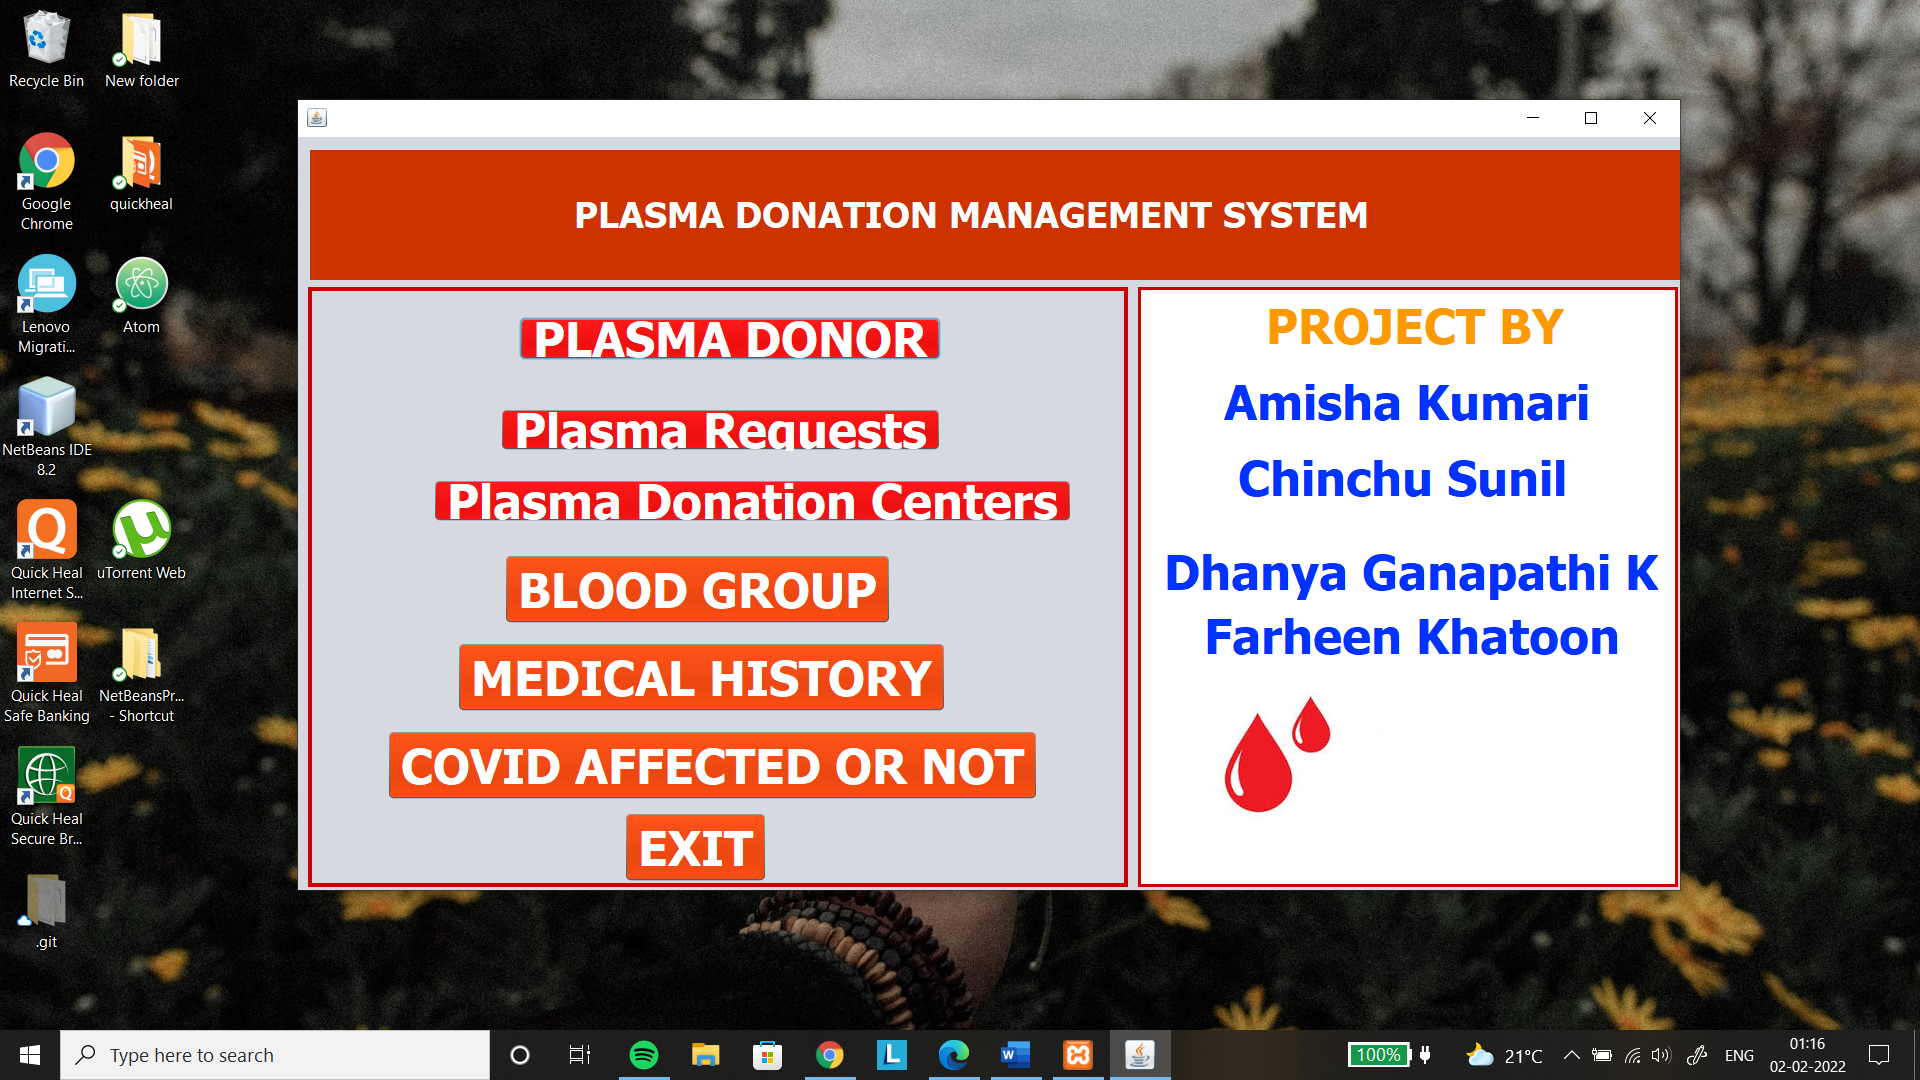 Recycle Bin
New folder
Google
Chrome
quickheal
Lenovo
Migrati...
Atom
NetBeans IDE
8.2
Quick Heal
Internet S...
uTorrent Web
Quick Heal
Safe Banking
NetBeansPr...
- Shortcut
Quick Heal
Secure Br...
.git
PLASMA DONATION MANAGEMENT SYSTEM
PLASMA DONOR
Plasma Requests
Plasma Donation Centers
BLOOD GROUP
MEDICAL HISTORY
COVID AFFECTED OR NOT
EXIT
PROJECT BY
Amisha Kumari
Chinchu Sunil
Dhanya Ganapathi K
Farheen Khatoon
Type here to search
100%
21°C
ENG
01:16
02-02-2022